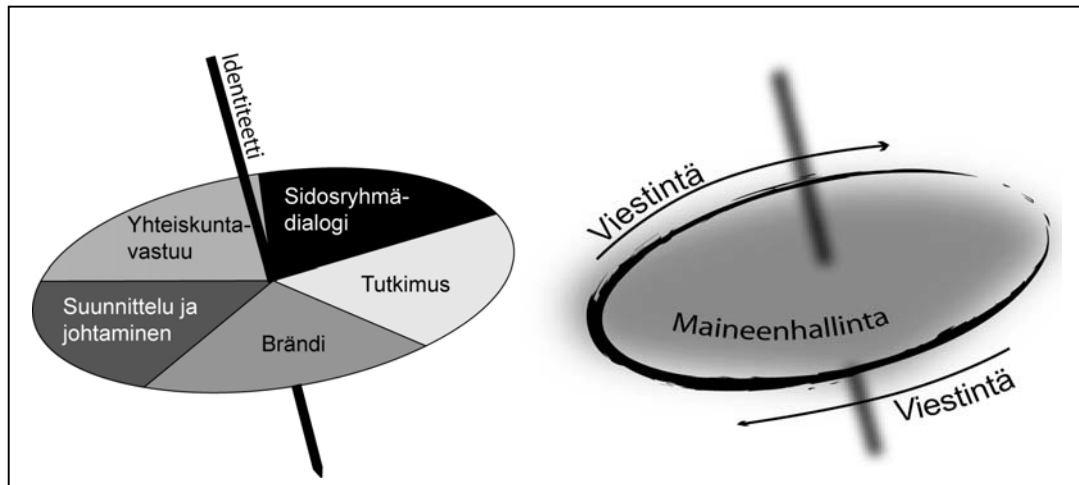 Identiteetti
Sidosryhmä-
dialogi
Yhteiskunta-
vastuu
Tutkimus
Suunnittelu ja
johtaminen
Brändi
Viestintä
Maineenhallinta
Viestintä